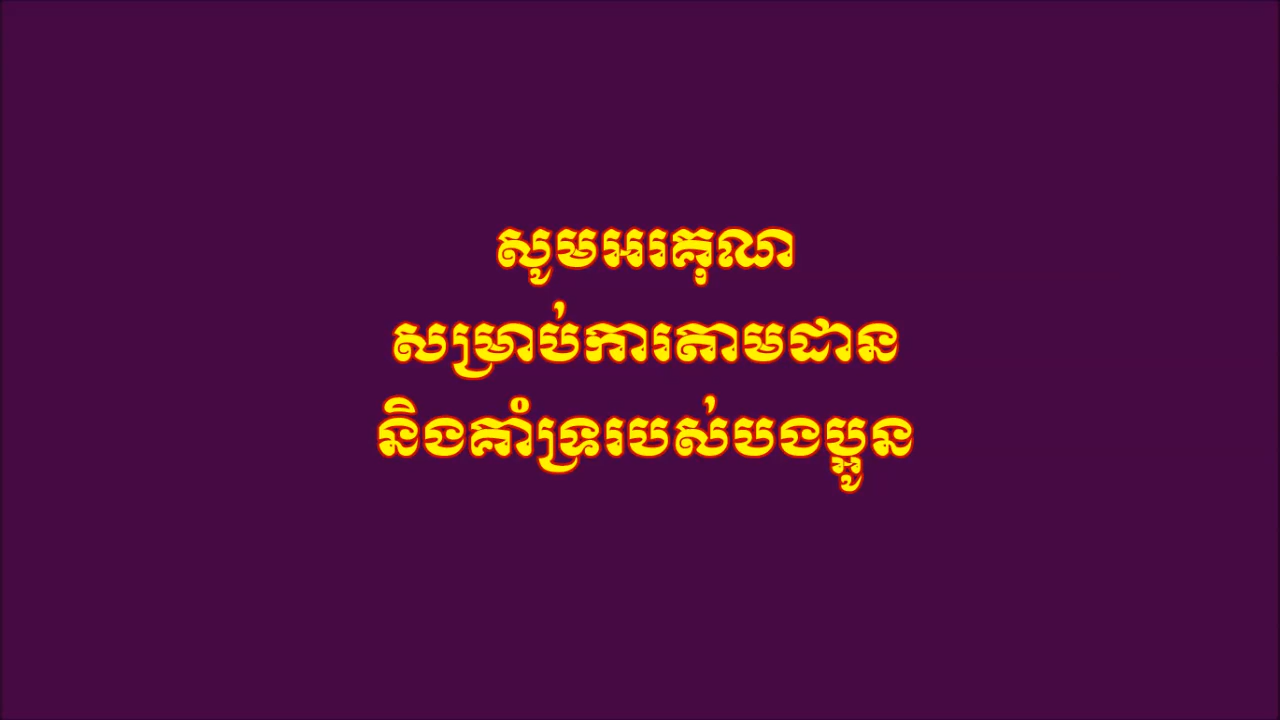 សូមអរគុណ
សម្រាប់ការតាមដាន
និងគាំទ្ររបស់បងប្អូន